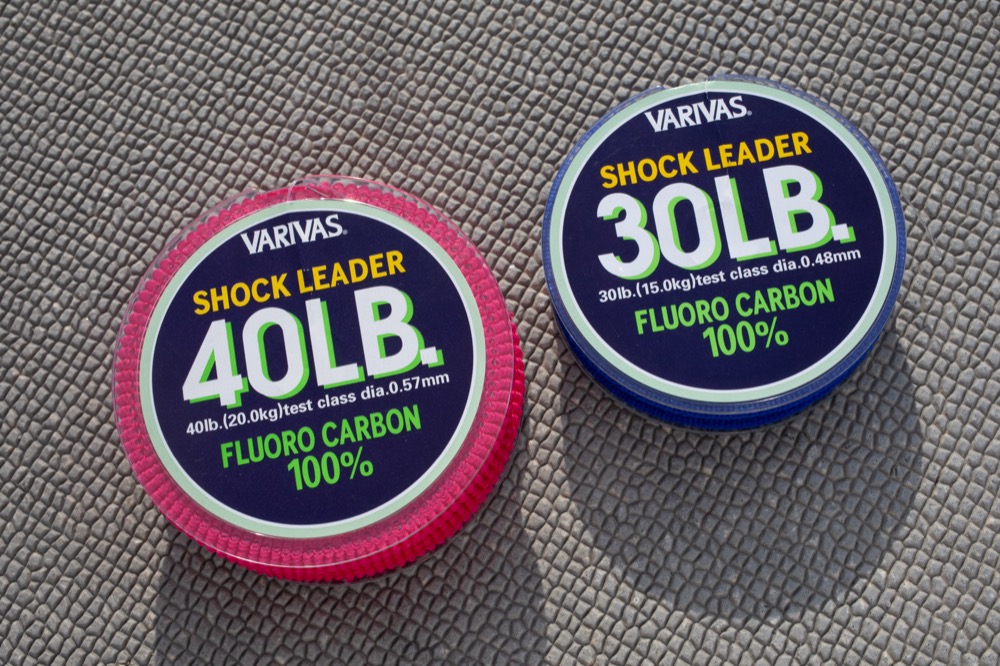 VARIVAS®
SHOCK LEADER
40LB.
40lb.(20.0kg)test class dia.0.57mm
FLUORO CARBON
100%
VARIVAS®
SHOCK LEADER
30LB.
30lb.(15.0kg)test class dia.0.48mm
FLUORO CARBON
100%